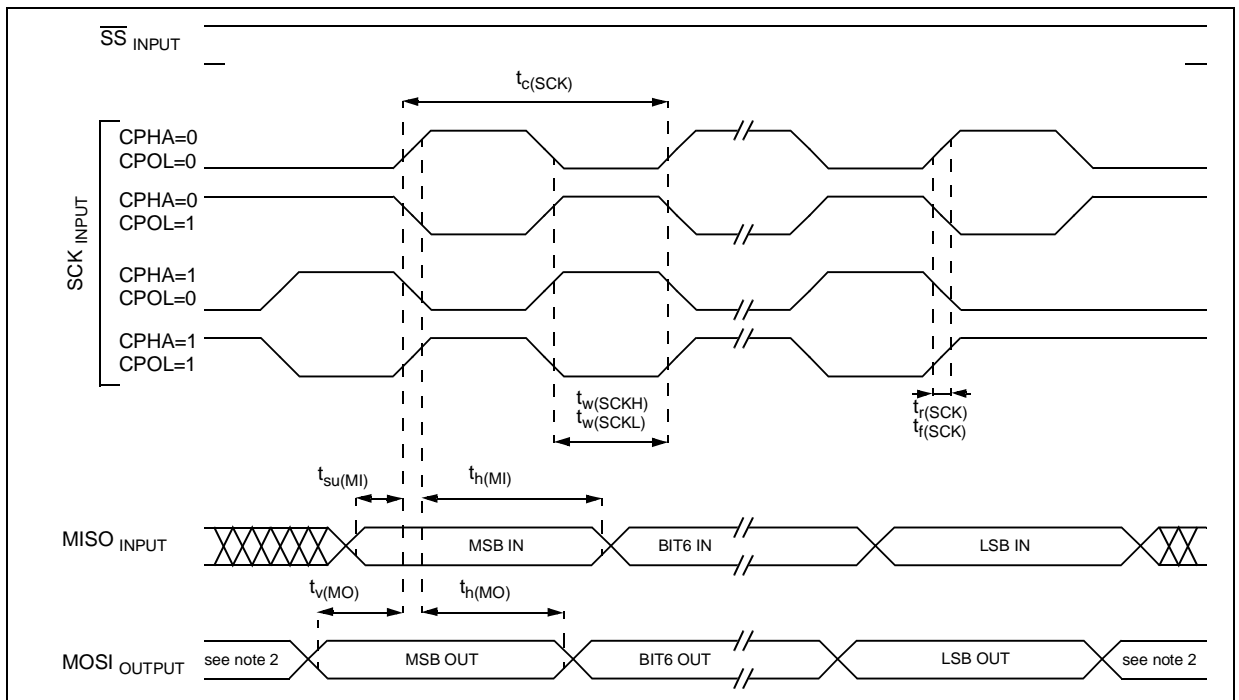 SS INPUT
tc(SCK)
SCK INPUT
CPHA=0
CPOL=0
CPHA=0
CPOL=1
CPHA=1
CPOL=0
CPHA=1
CPOL=1
tw(SCKH)
tw(SCKL)
tr(SCK)
tf(SCK)
tsu(MI)
th(MI)
MISO INPUT
MSB IN
BIT6 IN
LSB IN
tv(MO)
th(MO)
MOSI OUTPUT
see note 2
MSB OUT
BIT6 OUT
LSB OUT
see note 2